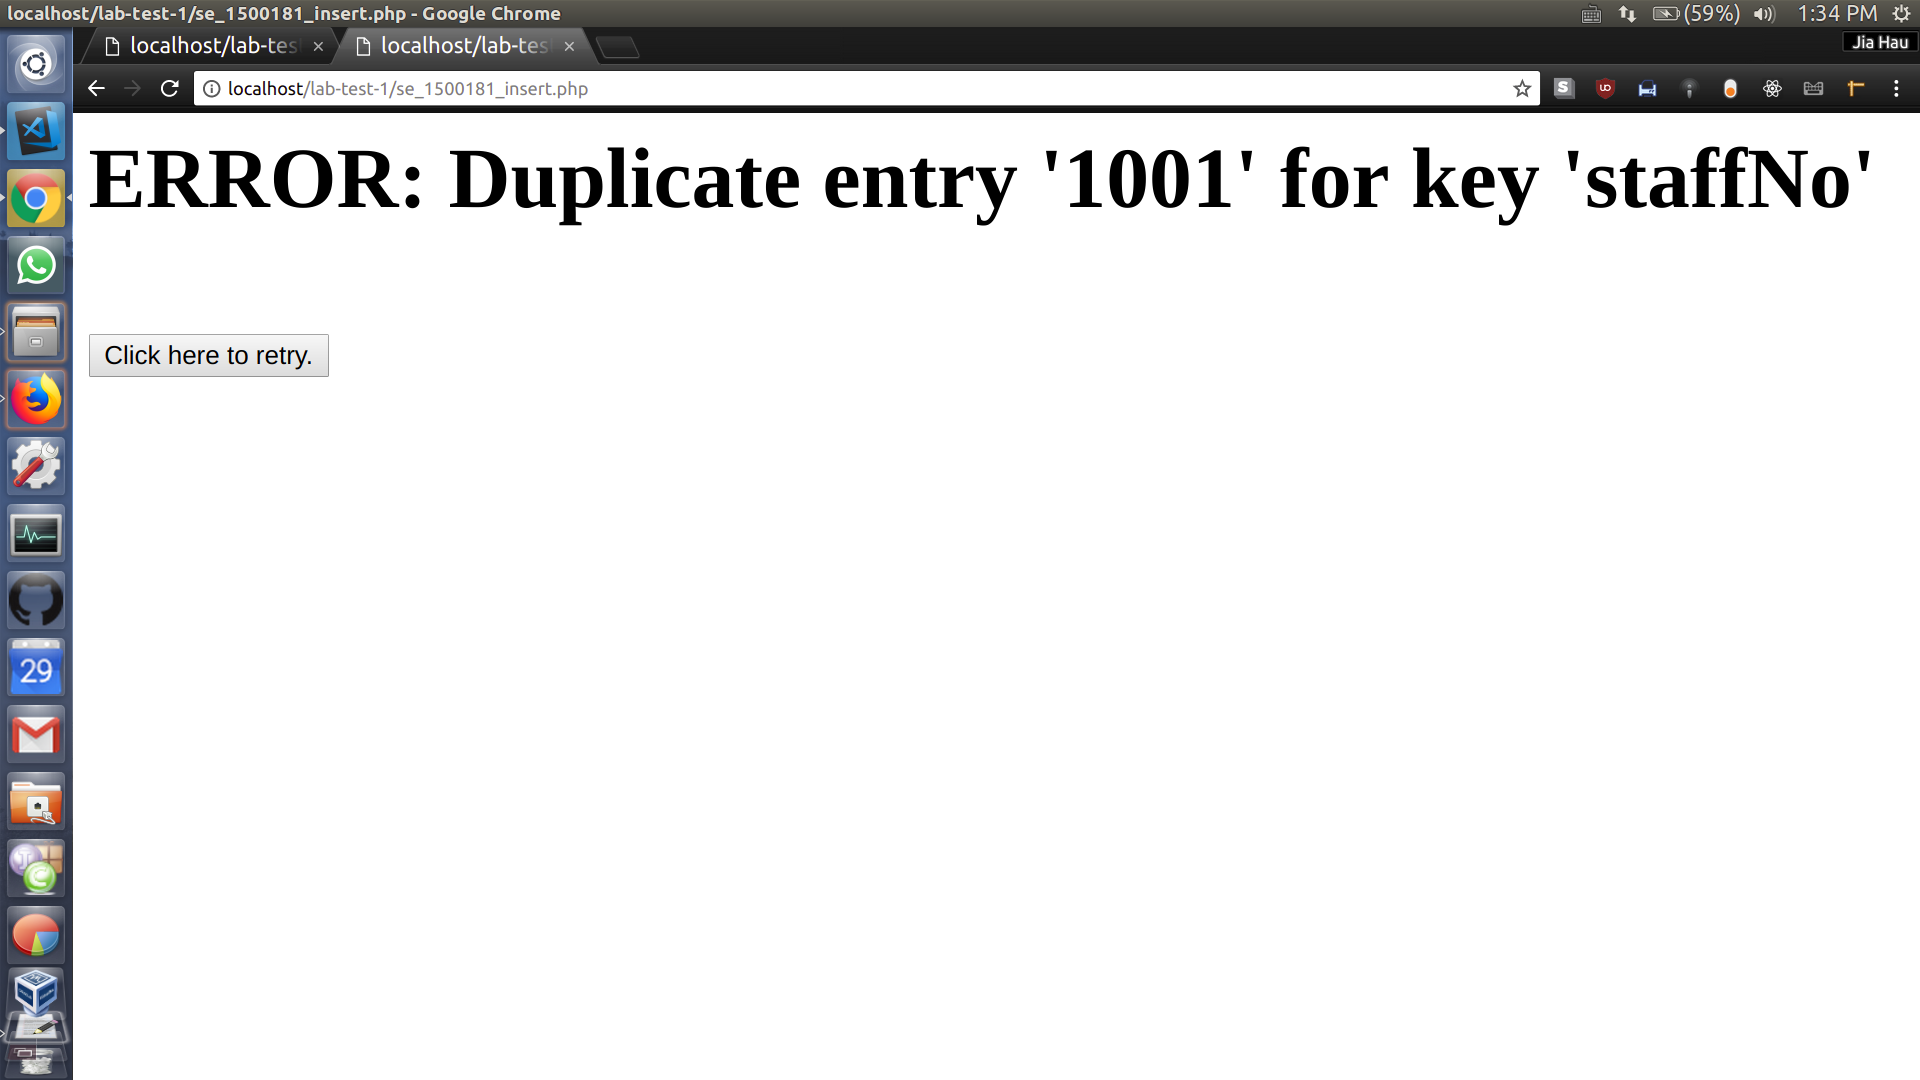 localhost/lab-test-1/se_1500181_insert.php - Google Chrome
(59%) 1:34 PM
localhost/lab-tes
localhost/lab-tes
Jia Hau
localhost/lab-test-1/se_1500181_insert.php
ERROR: Duplicate entry '1001' for key 'staffNo'
Click here to retry.
29